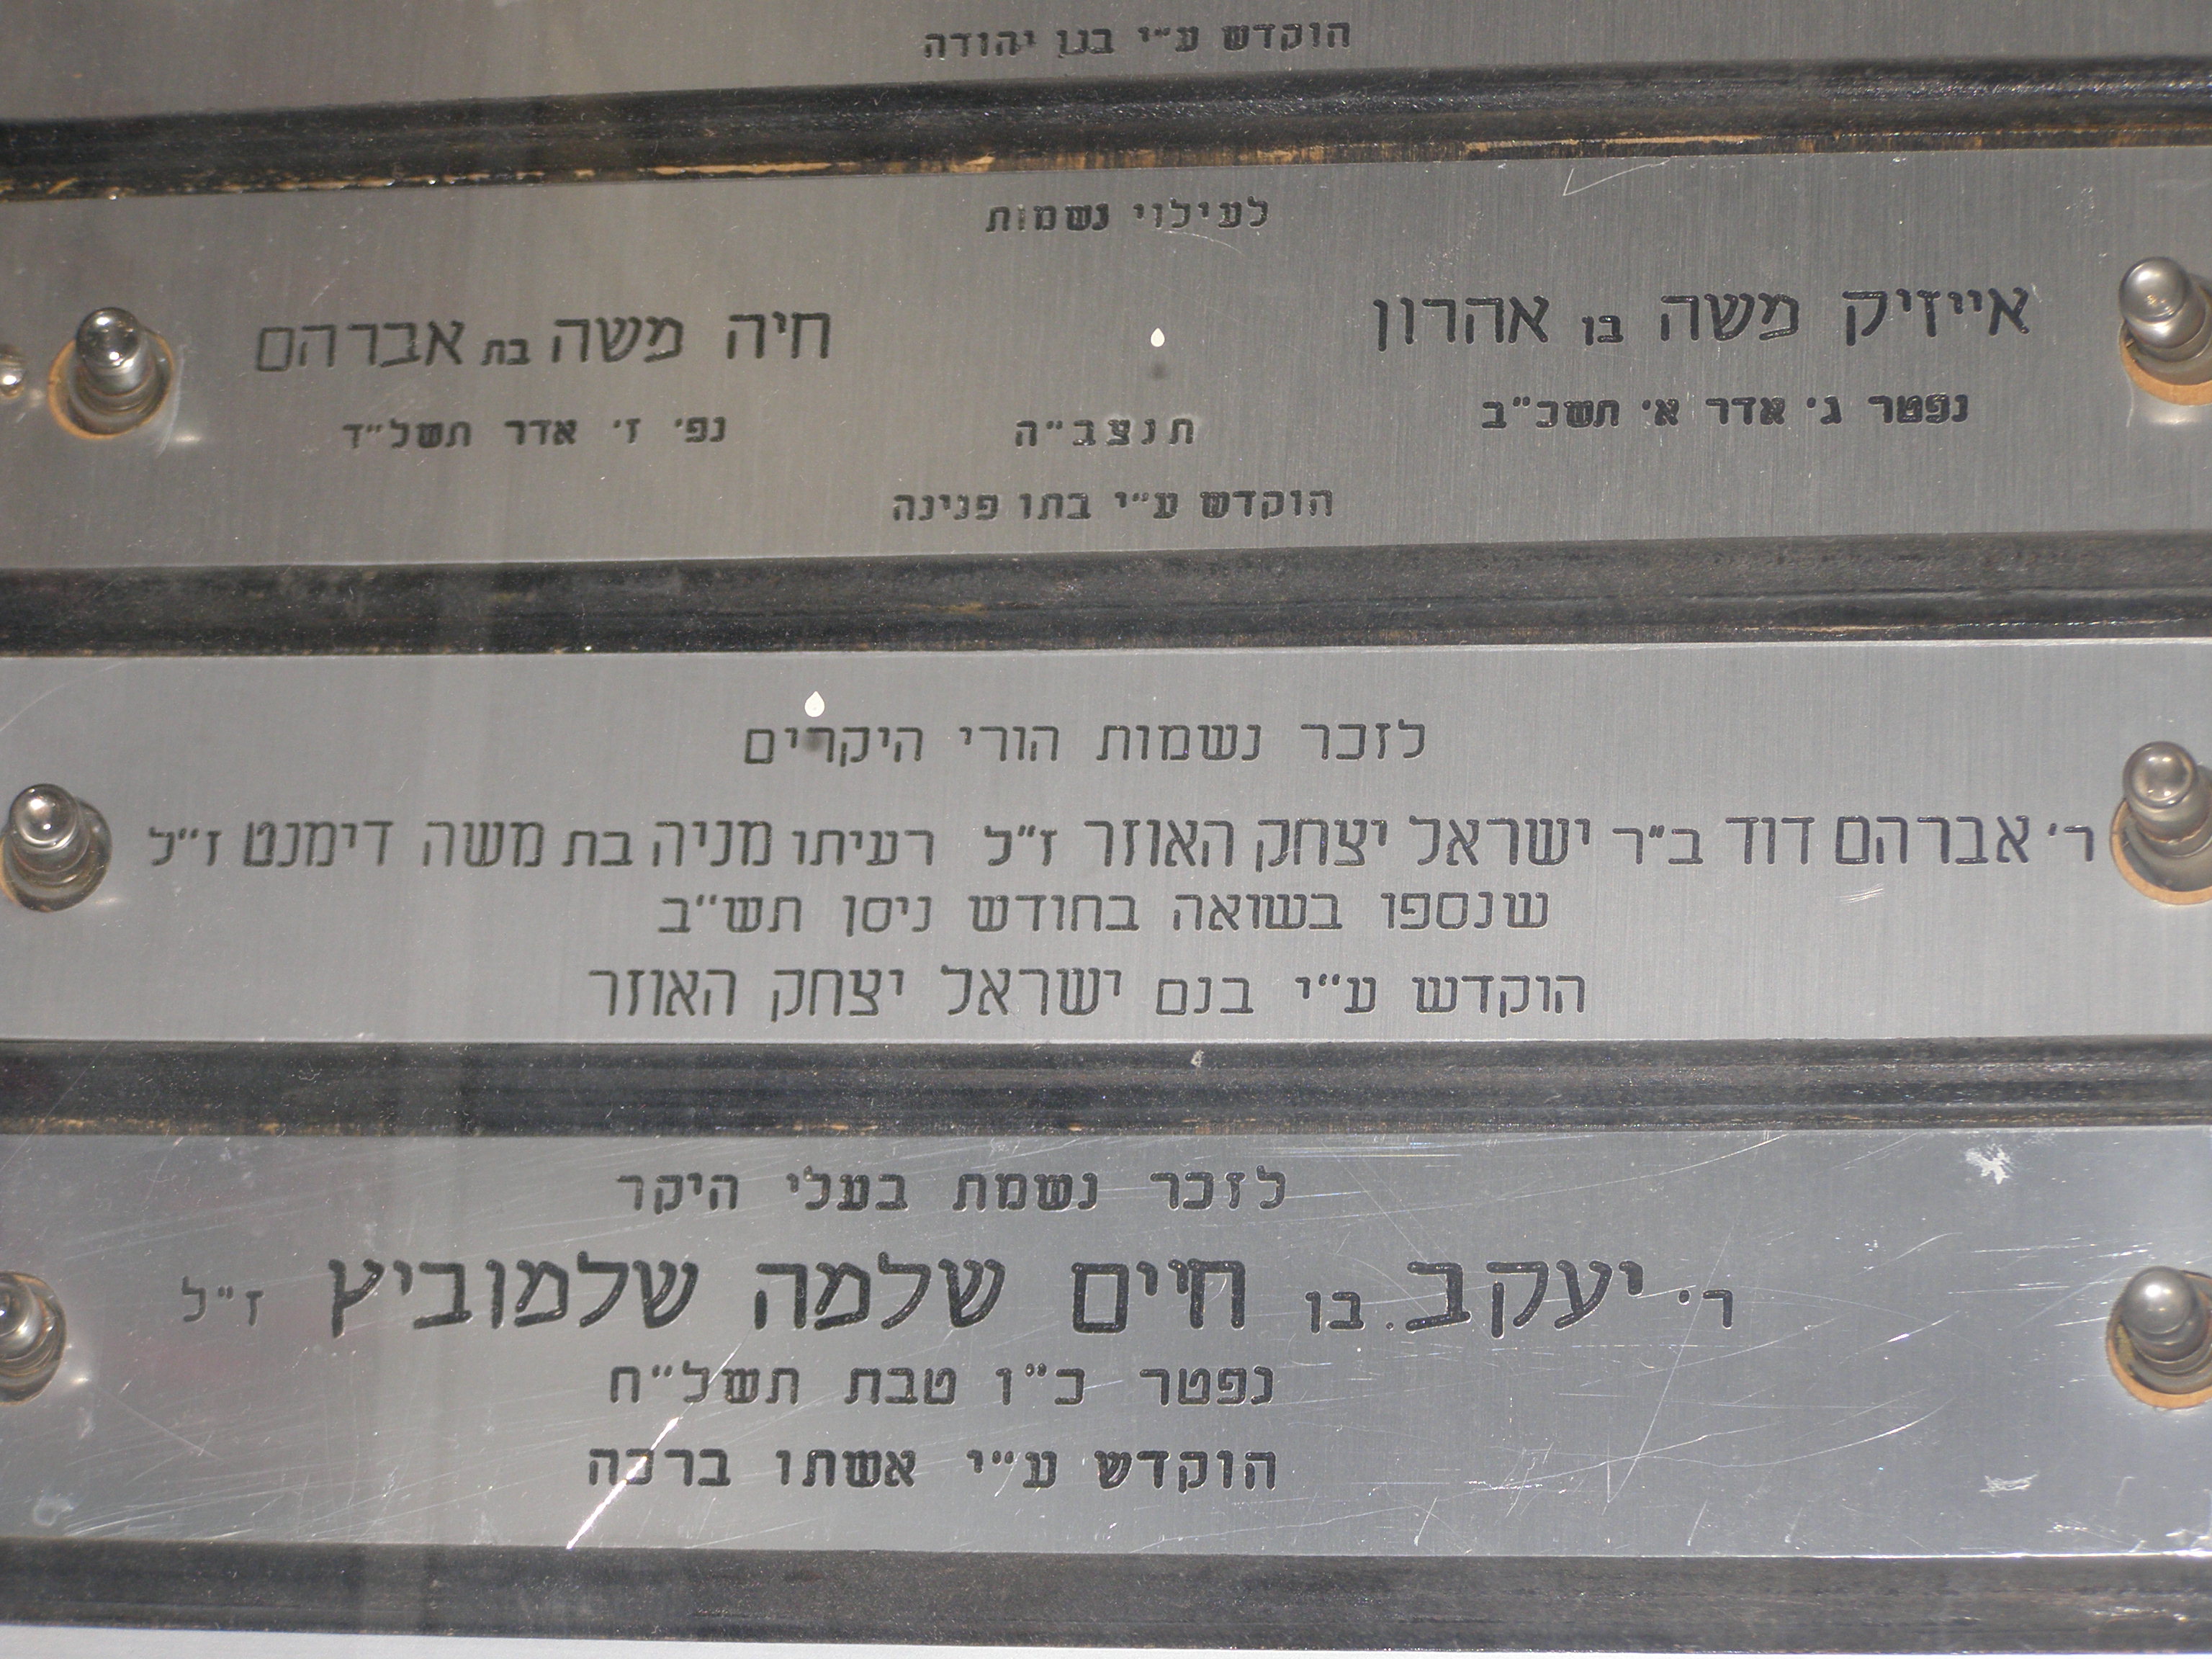 הוקדש ע״י בנו יהודה
לעילוי נשמות
אייזיק משה בן אהרון
נפטר ג׳ אדר א׳ תשכ״ב
חיה משה בת אברהם
נפ׳ ז׳ אדר תשל״ד
תנצב״ה
הוקדש ע״י בתו פנינה
לזכר נשמות הורי היקרים
ר׳ אברהם דוד ב״ר ישראל יצחק האוזר ז״ל רעיתו מניה בת משה דימנט ז״ל
שנספו בשואה בחודש ניסן תש״ב
הוקדש ע״י בנם ישראל יצחק האוזר
לזכר נשמת בעלי היקר
ר׳ יעקב בן חיים שלמה שלמוביץ ז״ל
נפטר כ״ו טבת תשל״ח
הוקדש ע״י אשתו ברכה